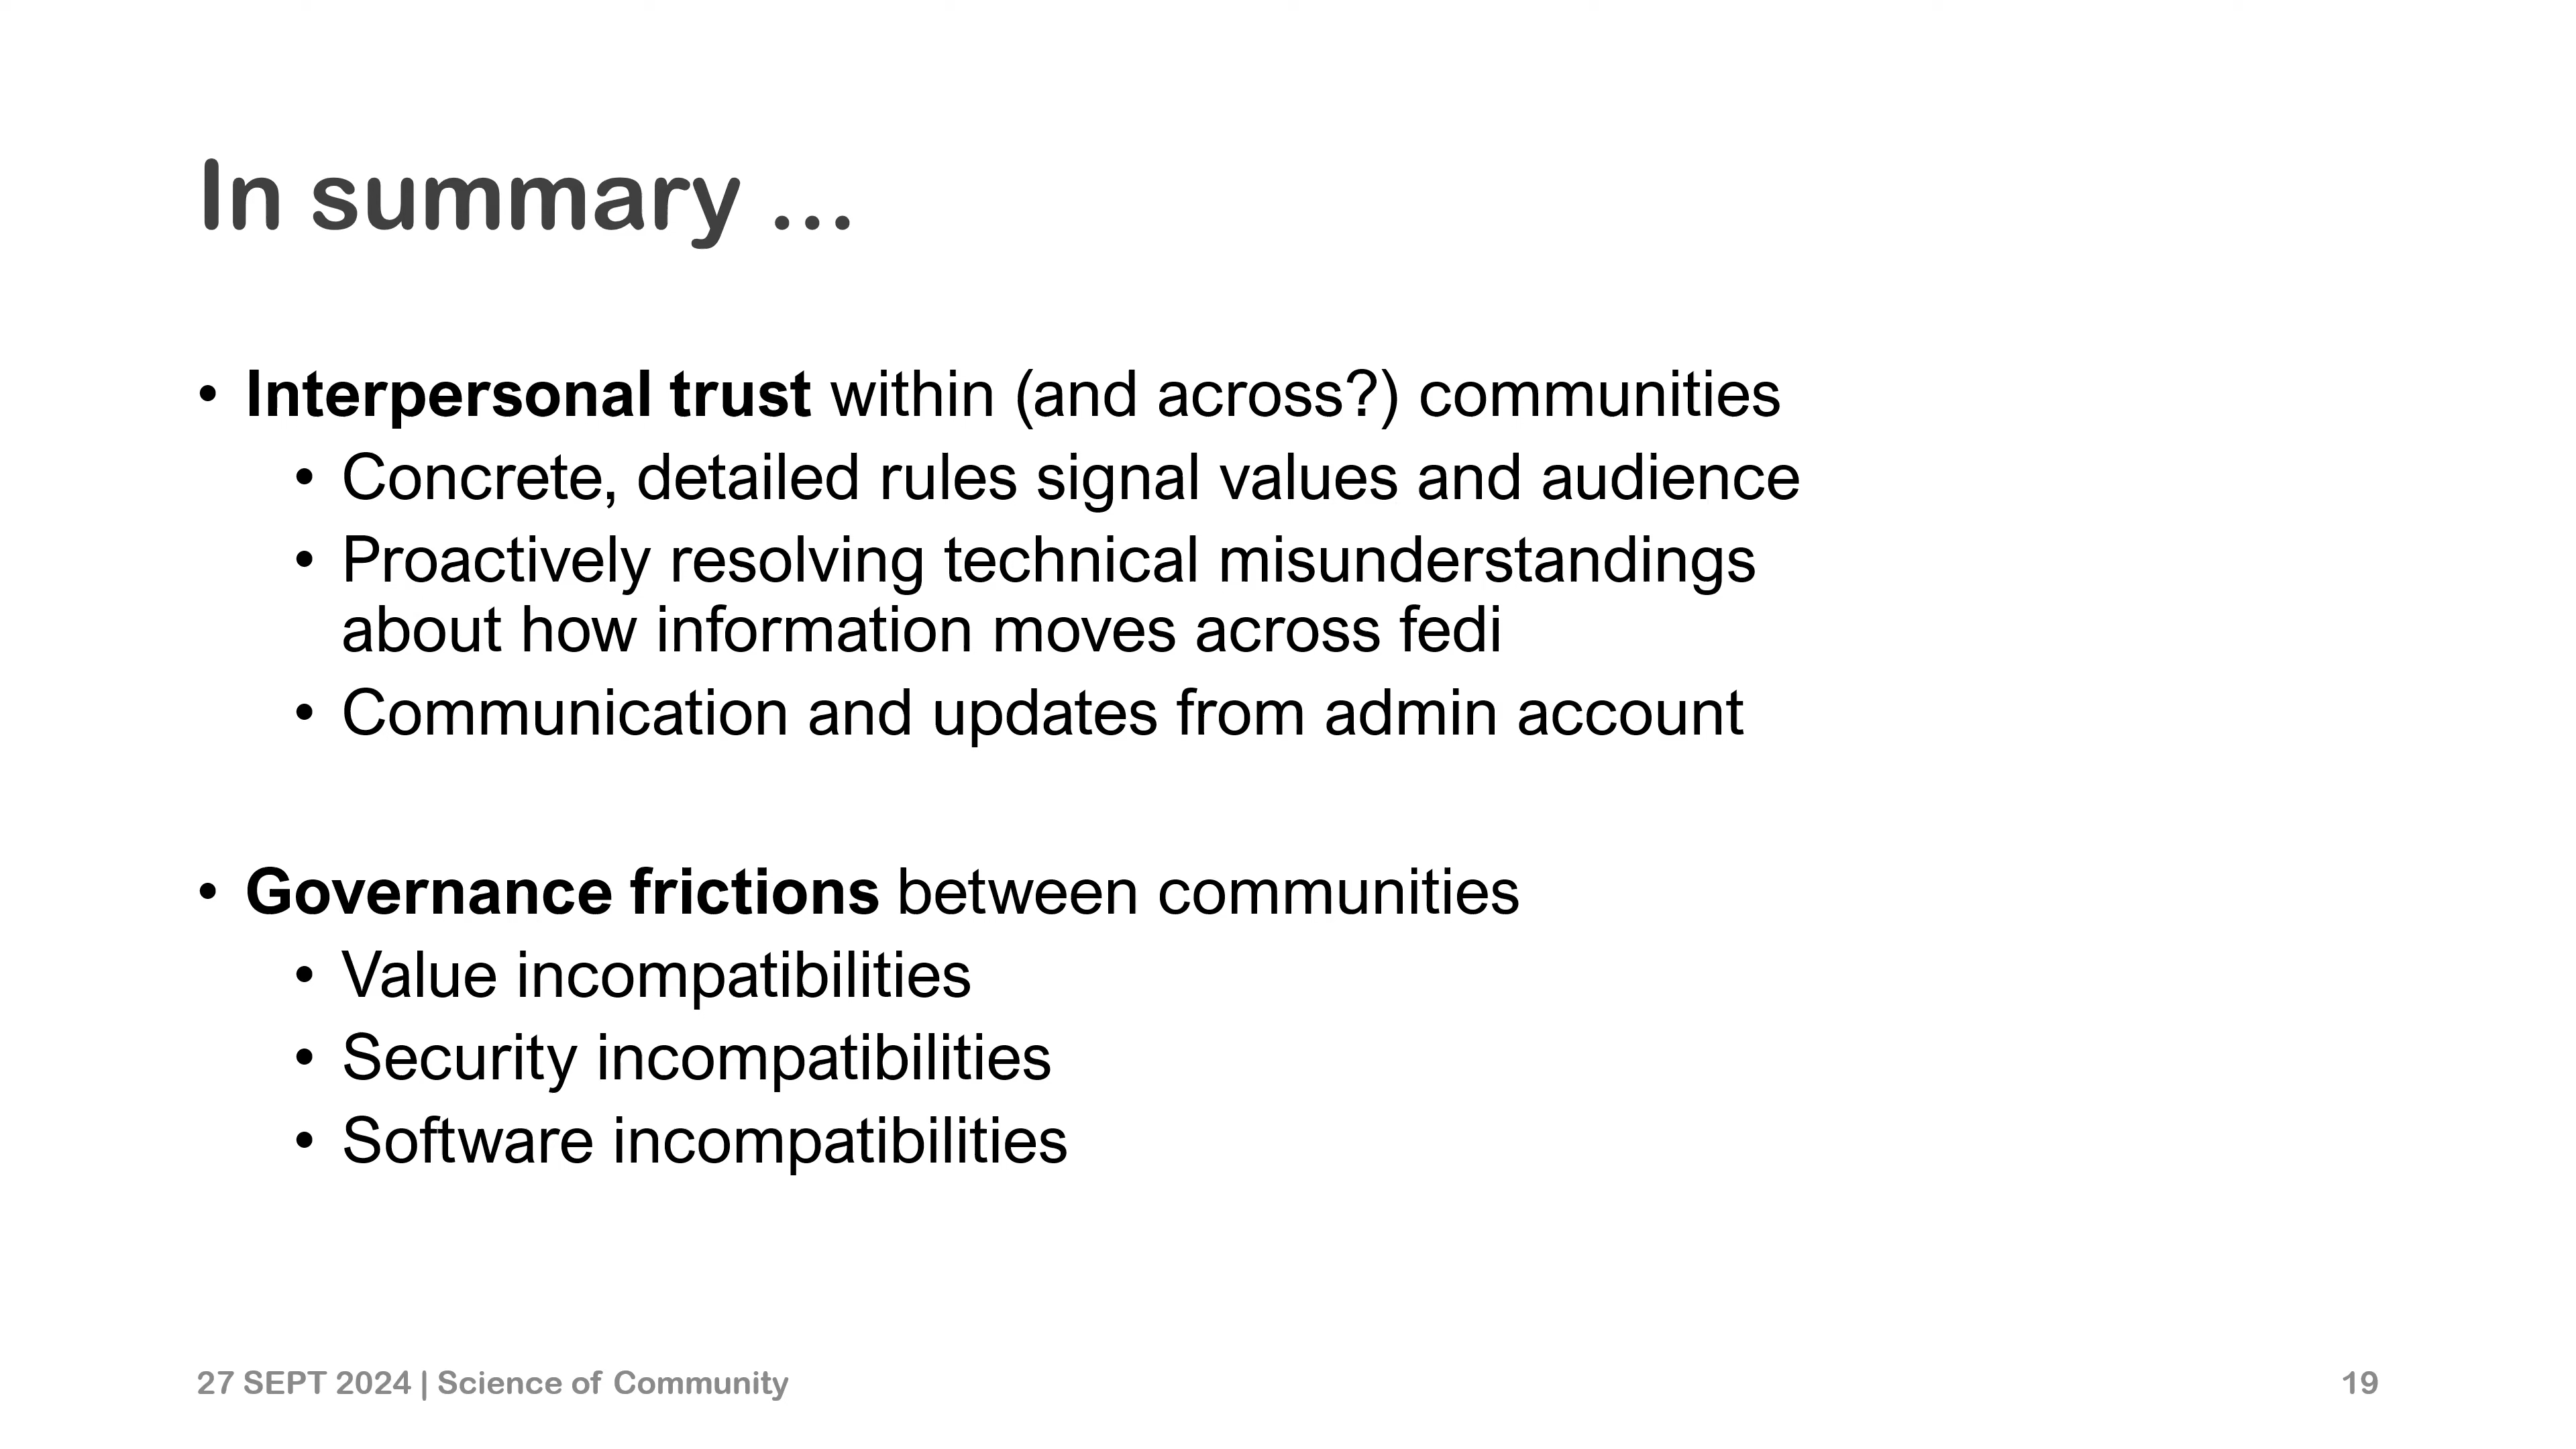 In summary ...
• Interpersonal trust within (and across?) communities
• Concrete, detailed rules signal values and audience
• Proactively resolving technical misunderstandings
about how information moves across fedi
• Communication and updates from admin account
• Governance frictions between communities
• Value incompatibilities
• Security incompatibilities
• Software incompatibilities
27 SEPT 2024 | Science of Community
19